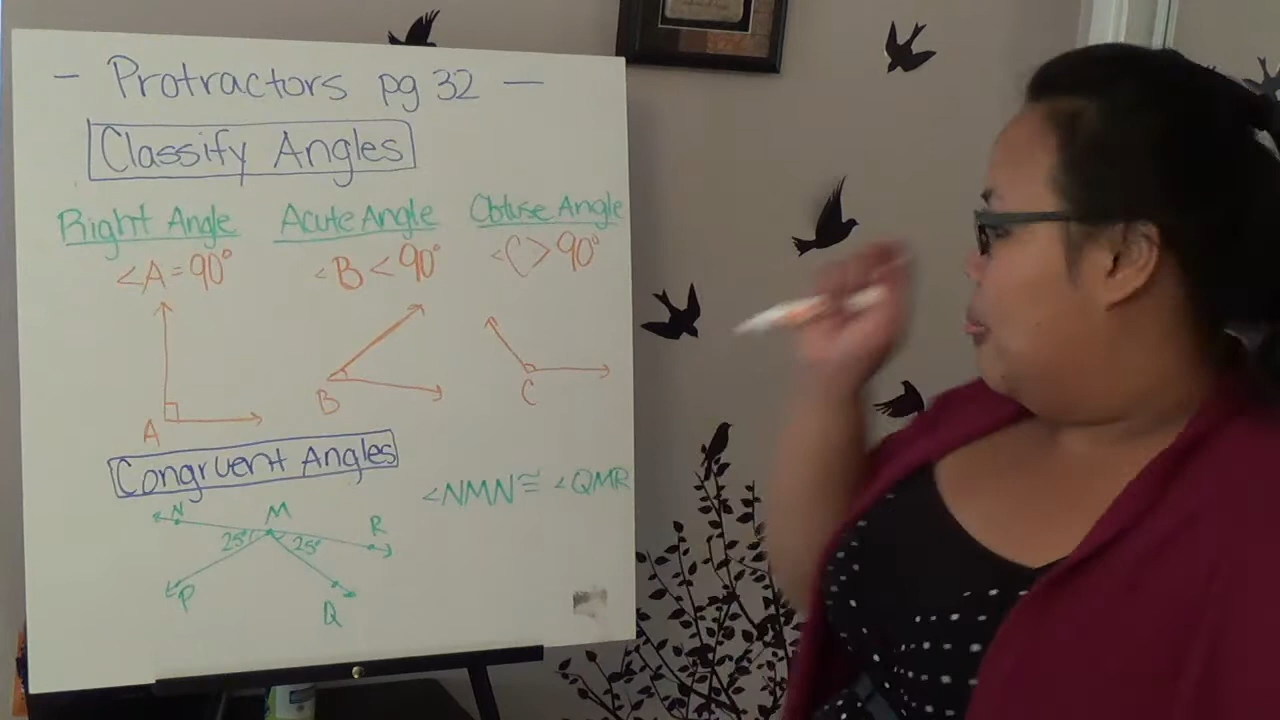 - Protractors pg 32 -
Classify Angles
Right Angle Acute Angle Obtuse Angle
<A = 90° <B < 90° <C > 90°
A B C
Congruent Angles
<NMN ≅ <QMR
N M R
25° 25°
P Q